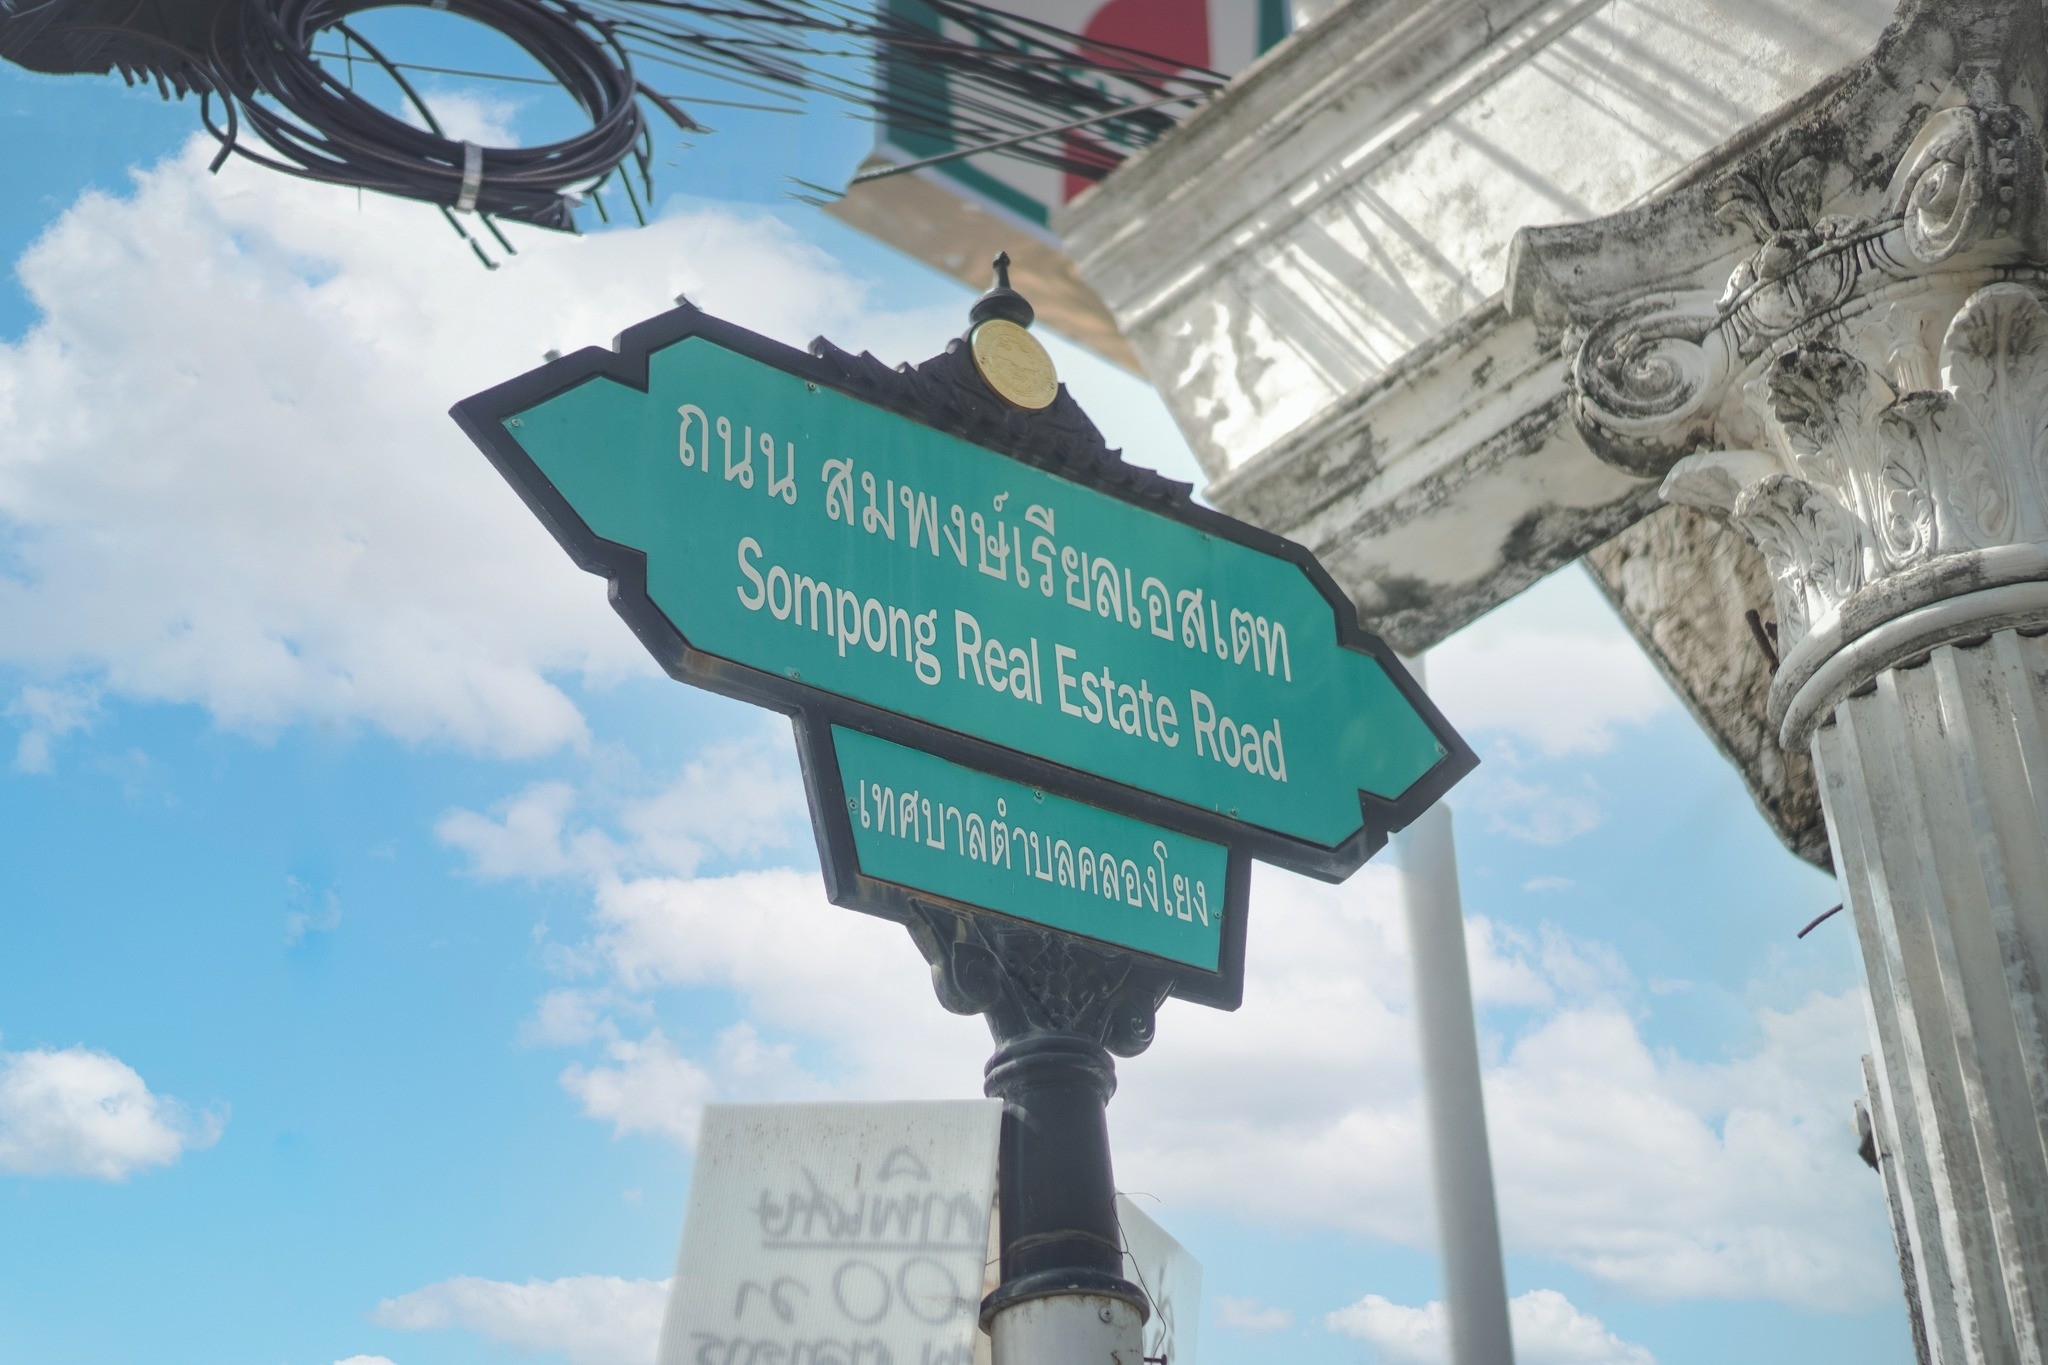 ถนน สมพงษ์เรียลเอสเตท
Sompong Real Estate Road
เทศบาลตำบลคลองโยง